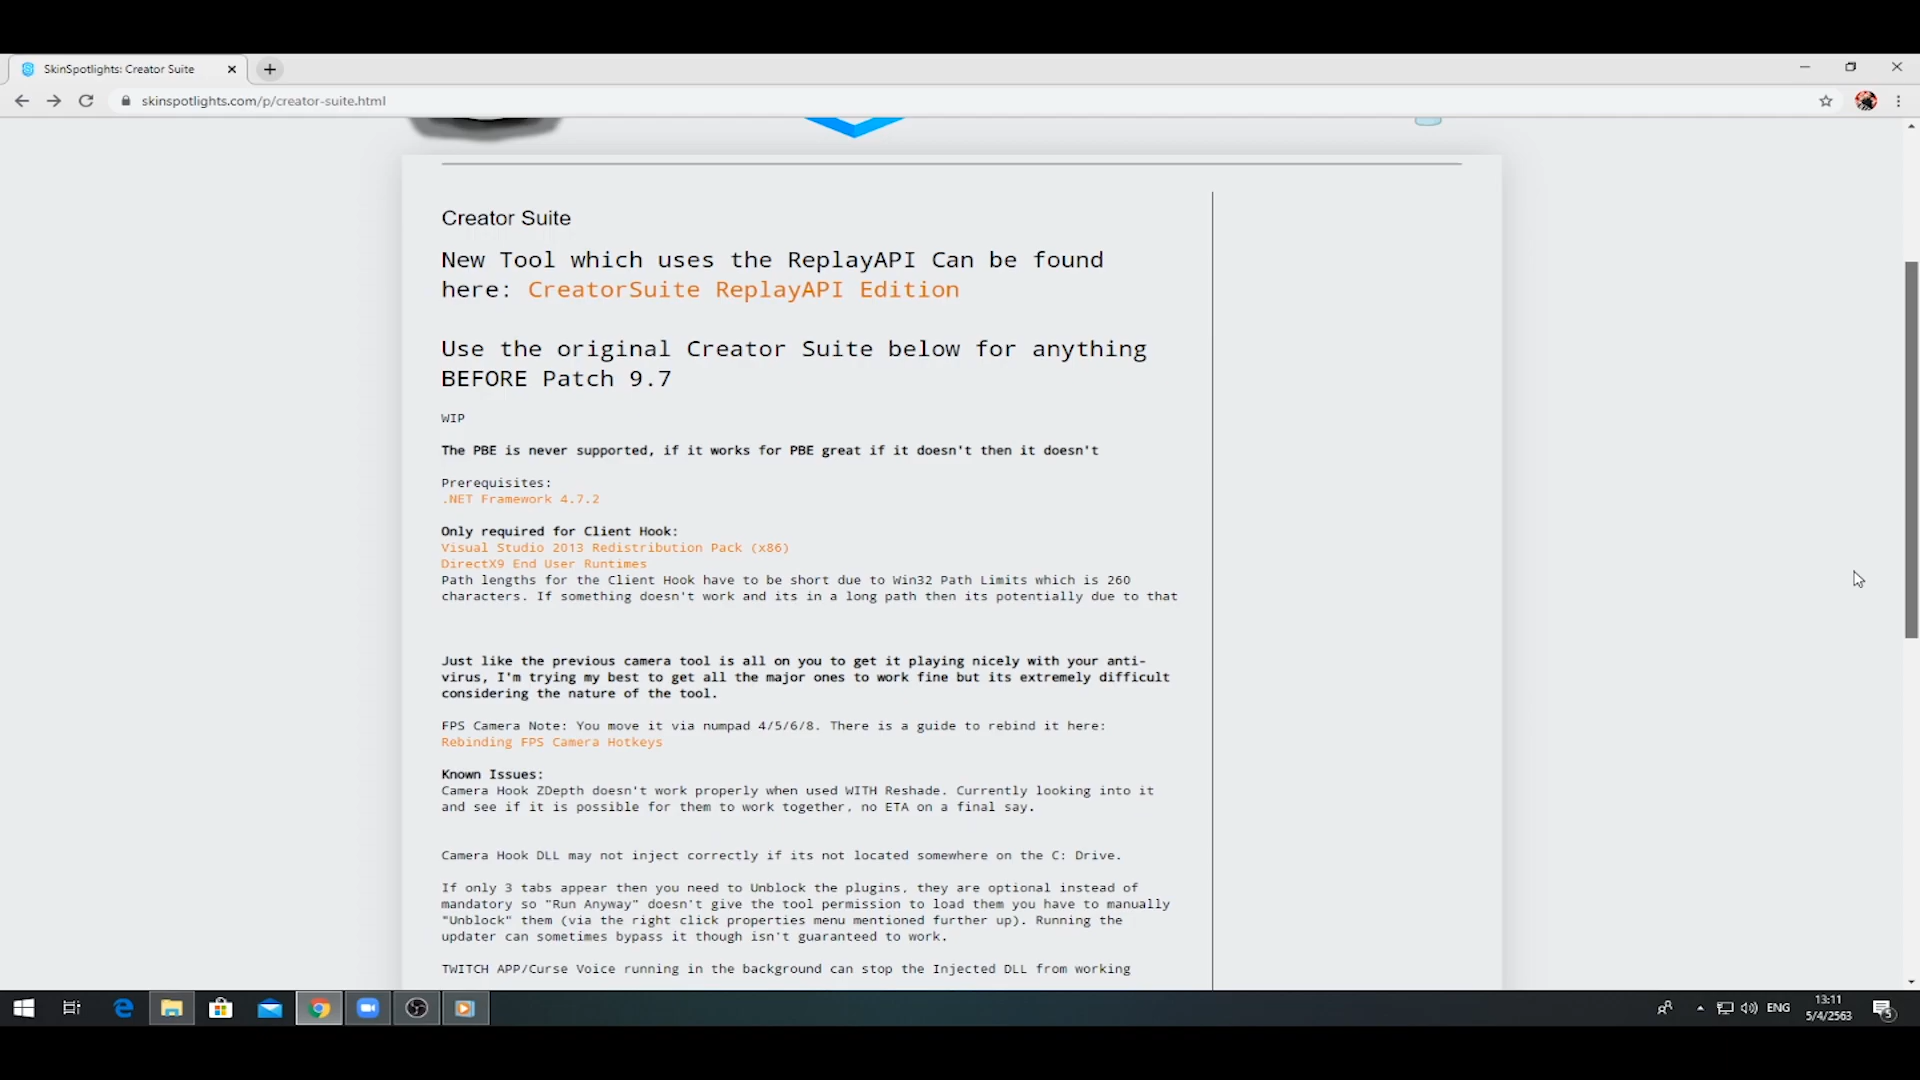 SkinSpotlights: Creator Suite
skinspotlights.com/p/creator-suite.html
Creator Suite
New Tool which uses the ReplayAPI Can be found
here: CreatorSuite ReplayAPI Edition
Use the original Creator Suite below for anything
BEFORE Patch 9.7
WIP
The PBE is never supported, if it works for PBE great if it doesn't then it doesn't
Prerequisites:
.NET Framework 4.7.2
Only required for Client Hook:
Visual Studio 2013 Redistribution Pack (x86)
DirectX9 End User Runtimes
Path lengths for the Client Hook have to be short due to Win32 Path Limits which is 260
characters. If something doesn't work and its in a long path then its potentially due to that
Just like the previous camera tool is all on you to get it playing nicely with your anti-
virus, I'm trying my best to get all the major ones to work fine but its extremely difficult
considering the nature of the tool.
FPS Camera Note: You move it via numpad 4/5/6/8. There is a guide to rebind it here:
Rebinding FPS Camera Hotkeys
Known Issues:
Camera Hook ZDepth doesn't work properly when used WITH Reshade. Currently looking into it
and see if it is possible for them to work together, no ETA on a final say.
Camera Hook DLL may not inject correctly if its not located somewhere on the C: Drive.
If only 3 tabs appear then you need to Unblock the plugins, they are optional instead of
mandatory so "Run Anyway" doesn't give the tool permission to load them you have to manually
"Unblock" them (via the right click properties menu mentioned further up). Running the
updater can sometimes bypass it though isn't guaranteed to work.
TWITCH APP/Curse Voice running in the background can stop the Injected DLL from working
ENG
13:11
5/4/2563
5